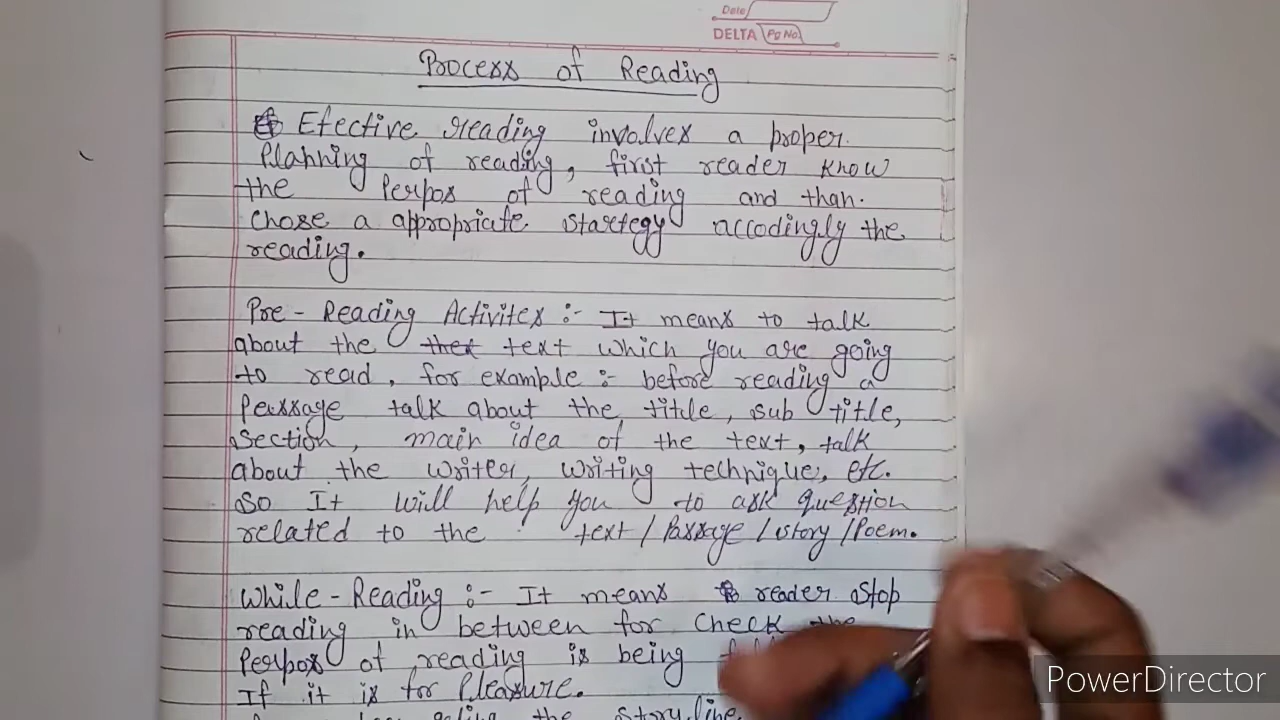 Date
DELTA Pg No
Process of Reading
Efective reading involves a proper.
Planning of reading, first reader know
the Perpos of reading and than.
chose a appropriate startegy accodingly the
reading.
Pre - Reading Activites :- It means to talk
about the text which you are going
to read, for example :- before reading a
Passage talk about the title, sub title,
section, main idea of the text, talk
about the writer, writing technique, etc.
so It will help you to ask question
related to the text / Passage / story / Poem.
While - Reading :- It means reader stop
reading in between for check the
Perpos of reading is being
If it is for Pleasure.
the story line
PowerDirector